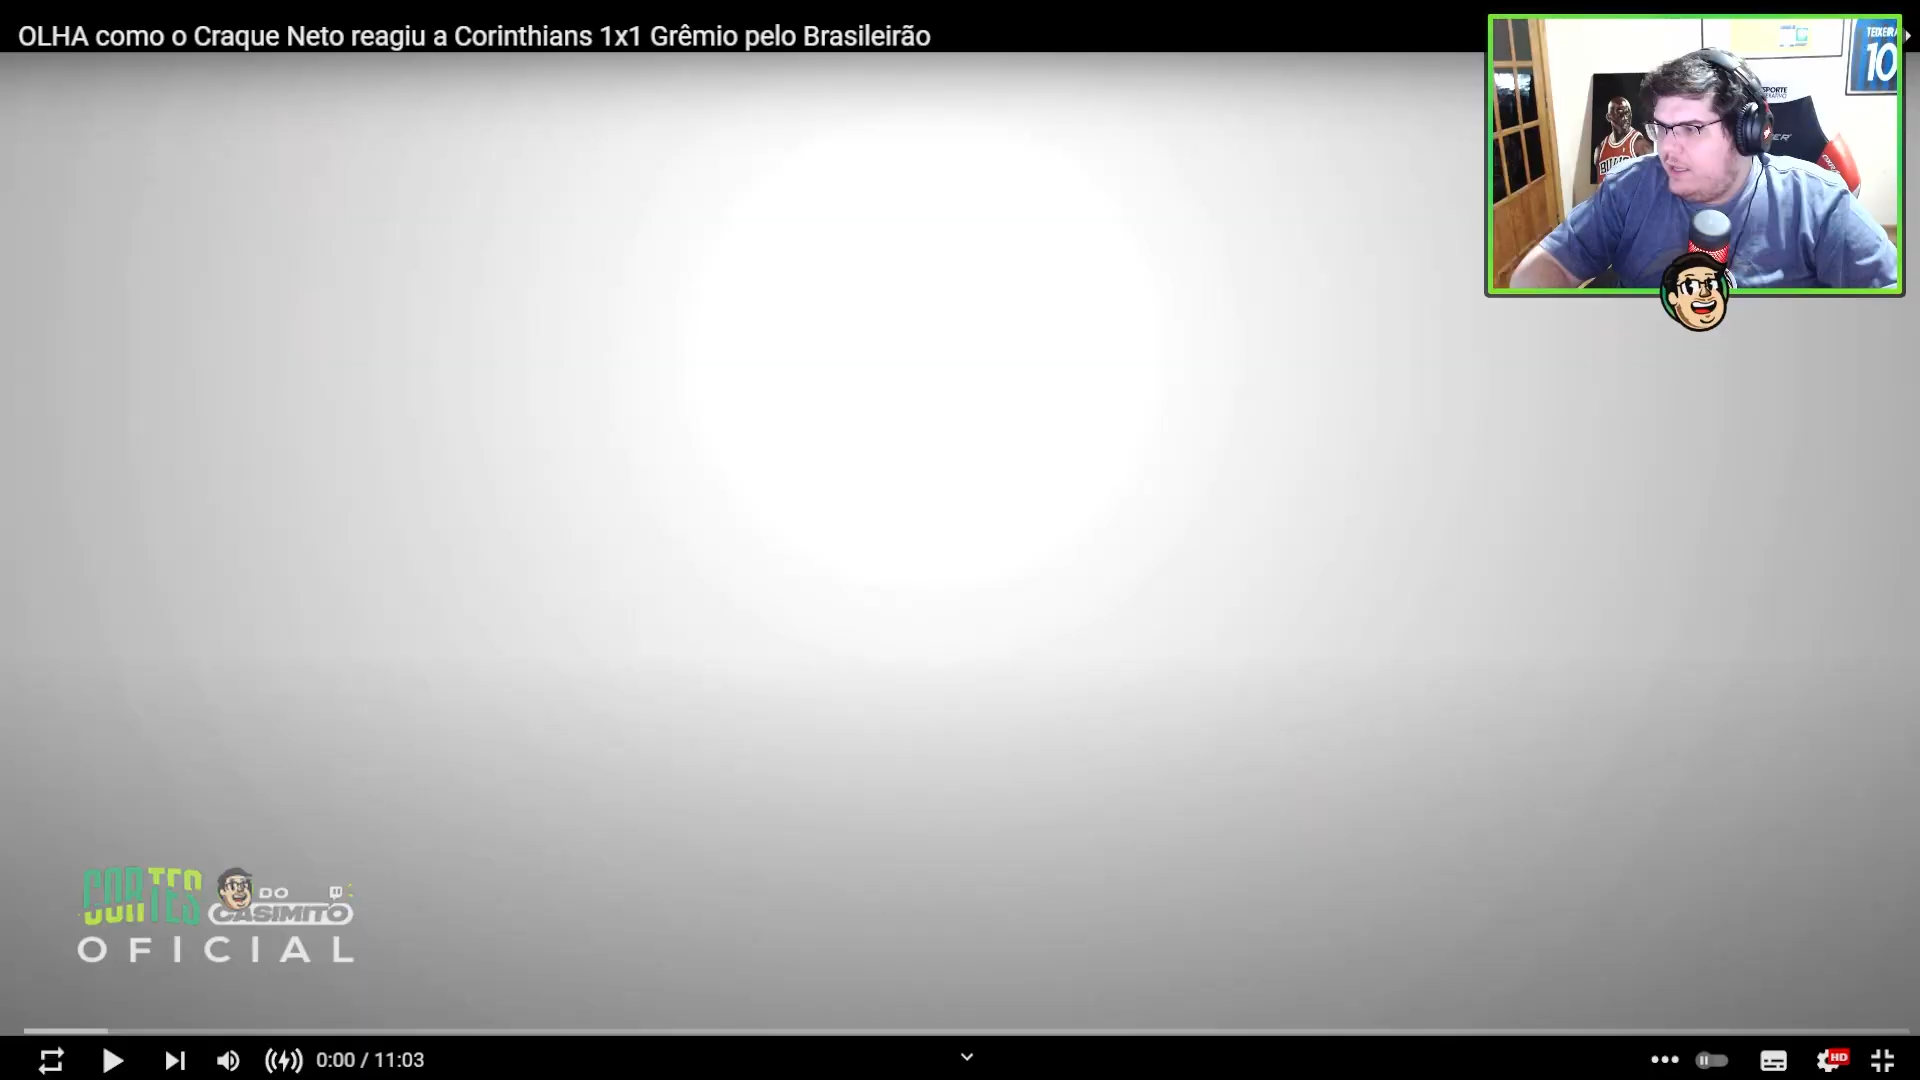 OLHA como o Craque Neto reagiu a Corinthians 1x1 Grêmio pelo Brasileirão
TEIXEIRA
10
CORTES DO
CASIMITO
OFICIAL
0:00 / 11:03
HD